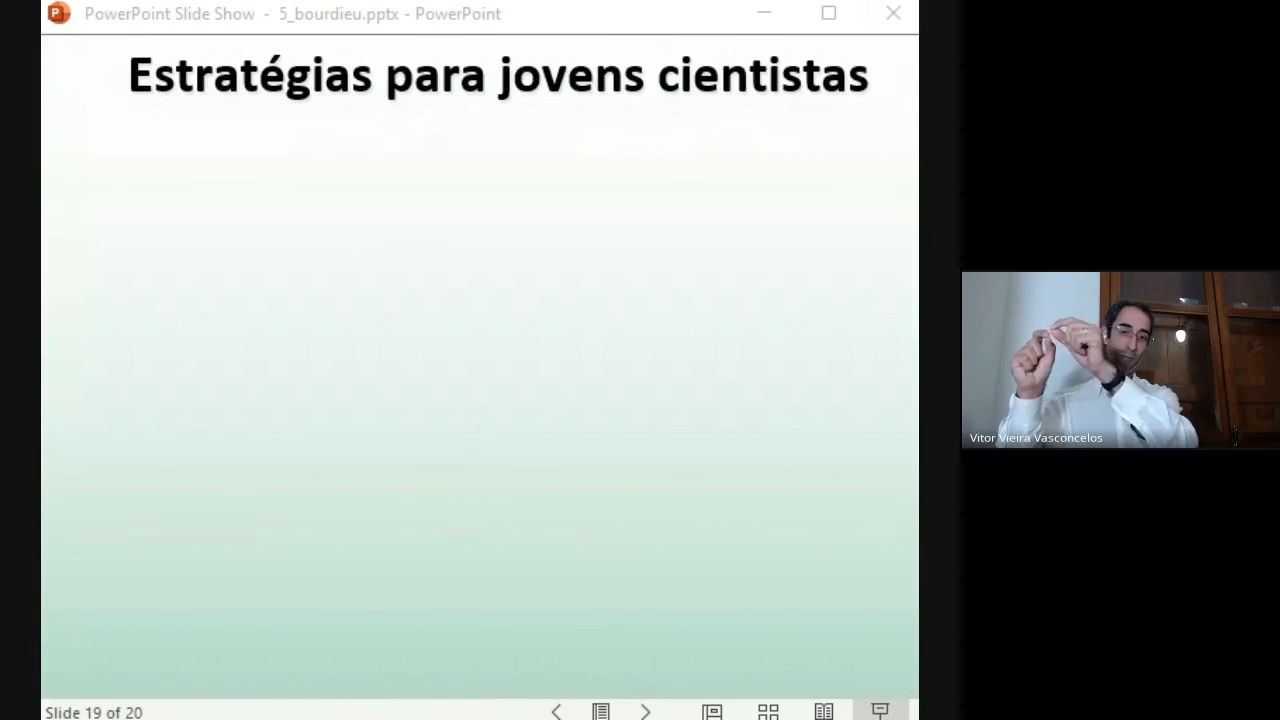 PowerPoint Slide Show - 5_bourdieu.pptx - PowerPoint
Estratégias para jovens cientistas
Vitor Vieira Vasconcelos
Slide 19 of 20